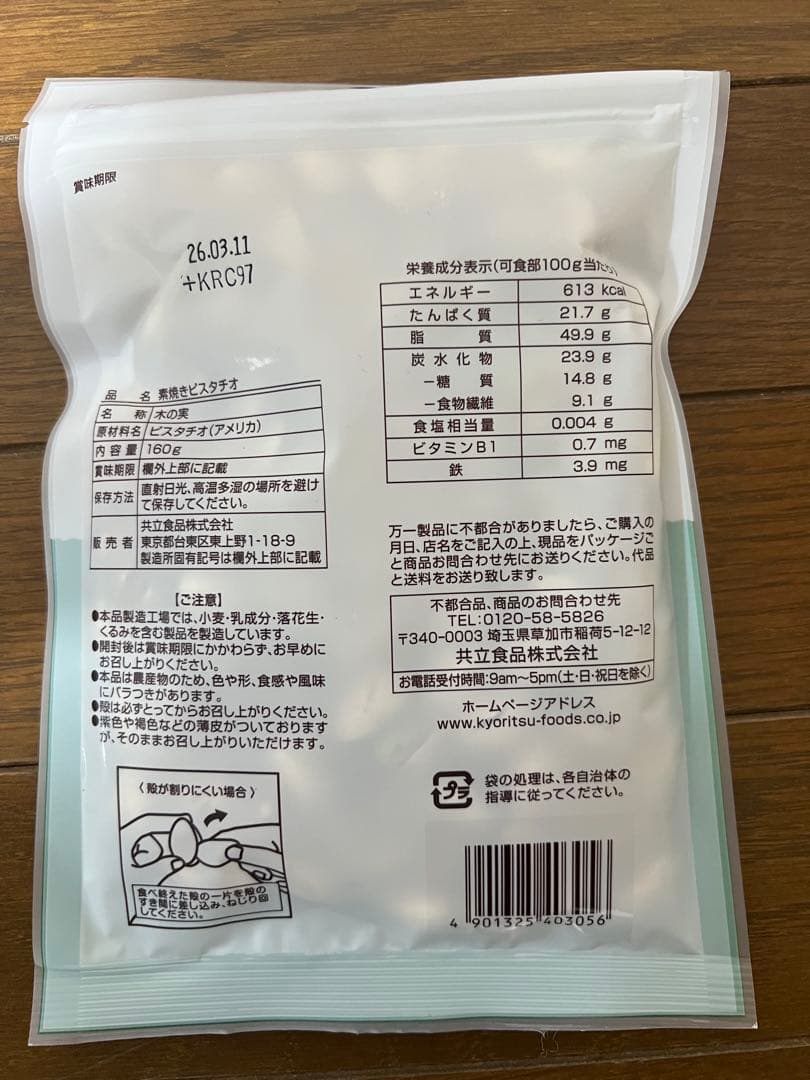 賞味期限
26.03.11
+KRC97
品名 素焼きピスタチオ
名称 木の実
原材料名 ピスタチオ(アメリカ)
内容量 160g
賞味期限 欄外上部に記載
保存方法 直射日光、高温多湿の場所を避け
て保存してください。
販売者 共立食品株式会社
東京都台東区東上野1-18-9
製造所固有記号は欄外上部に記載
【ご注意】
●本品製造工場では、小麦・乳成分・落花生・
くるみを含む製品を製造しています。
●開封後は賞味期限にかかわらず、お早めに
お召し上がりください。
●本品は農産物のため、色や形、食感や風味
にバラつきがあります。
●殻は必ずとってからお召し上がりください。
●紫色や褐色などの薄皮がついておりますが
が、そのままお召し上がりいただけます。
〈殻が割りにくい場合〉
食べ終えた殻の一片を殻の
すき間に差し込み、ねじり回
してください。
栄養成分表示(可食部100g当たり)
エネルギー 613 kcal
たんぱく質 21.7 g
脂質 49.9 g
炭水化物 23.9 g
−糖質 14.8 g
−食物繊維 9.1 g
食塩相当量 0.004 g
ビタミンB1 0.7 mg
鉄 3.9 mg
万一製品に不都合がありましたら、ご購入の
月日、店名をご記入の上、現品をパッケージご
と商品お問合わせ先にお送りください。代品
と送料をお送り致します。
不都合品、商品のお問合わせ先
TEL:0120-58-5826
〒340-0003 埼玉県草加市稲荷5-12-12
共立食品株式会社
お電話受付時間:9am〜5pm(土・日・祝日を除く)
ホームページアドレス
www.kyoritsu-foods.co.jp
プラ
袋の処理は、各自治体の
指導に従ってください。
4 901325 403056